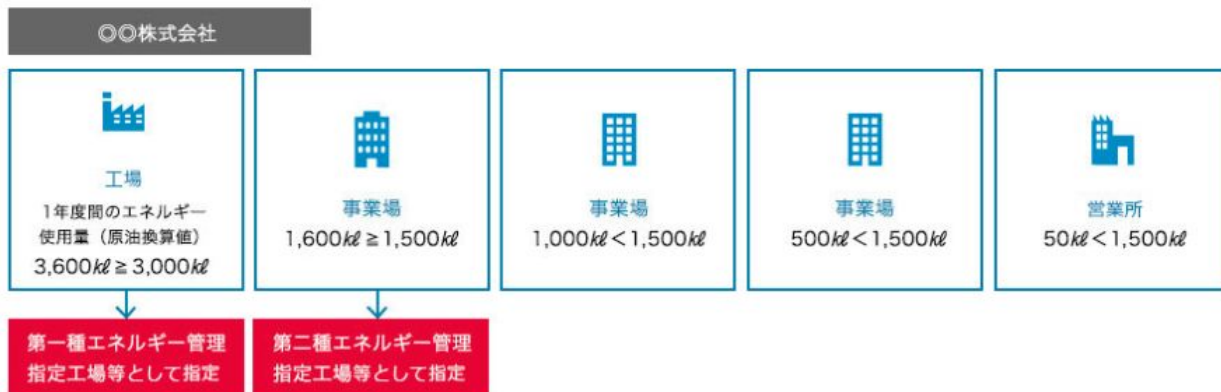 ◎○株式会社
工場
1年度間のエネルギー
使用量(原油換算値)
3,600㎘≧3,000㎘
事業場
1,600㎘≧1,500㎘
事業場
1,000㎘<1,500㎘
事業場
500㎘<1,500㎘
営業所
50㎘<1,500㎘
第一種エネルギー管理
指定工場等として指定
第二種エネルギー管理
指定工場等として指定